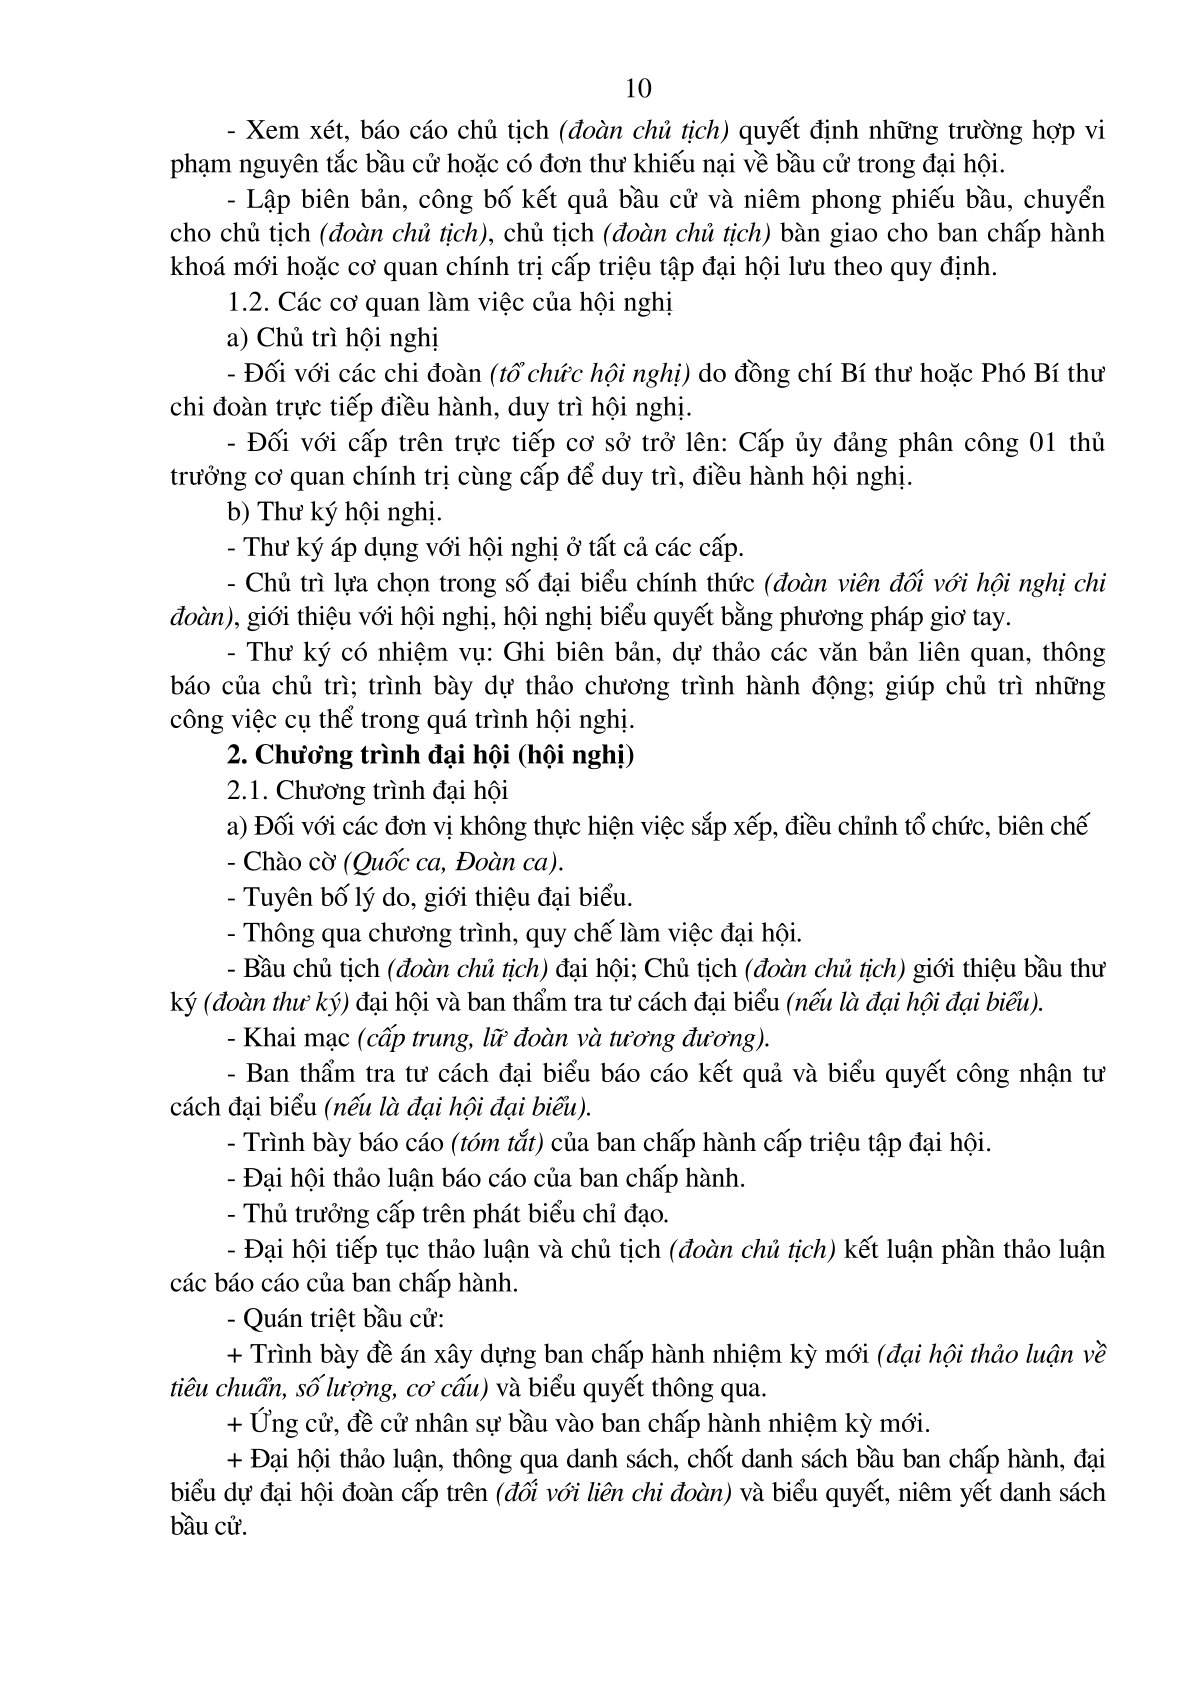 10
- Xem xét, báo cáo chủ tịch (đoàn chủ tịch) quyết định những trường hợp vi
phạm nguyên tắc bầu cử hoặc có đơn thư khiếu nại về bầu cử trong đại hội.
- Lập biên bản, công bố kết quả bầu cử và niêm phong phiếu bầu, chuyển
cho chủ tịch (đoàn chủ tịch), chủ tịch (đoàn chủ tịch) bàn giao cho ban chấp hành
khoá mới hoặc cơ quan chính trị cấp triệu tập đại hội lưu theo quy định.
1.2. Các cơ quan làm việc của hội nghị
a) Chủ trì hội nghị
- Đối với các chi đoàn (tổ chức hội nghị) do đồng chí Bí thư hoặc Phó Bí thư
chi đoàn trực tiếp điều hành, duy trì hội nghị.
- Đối với cấp trên trực tiếp cơ sở trở lên: Cấp ủy đảng phân công 01 thủ
trưởng cơ quan chính trị cùng cấp để duy trì, điều hành hội nghị.
b) Thư ký hội nghị.
- Thư ký áp dụng với hội nghị ở tất cả các cấp.
- Chủ trì lựa chọn trong số đại biểu chính thức (đoàn viên đối với hội nghị chi
đoàn), giới thiệu với hội nghị, hội nghị biểu quyết bằng phương pháp giơ tay.
- Thư ký có nhiệm vụ: Ghi biên bản, dự thảo các văn bản liên quan, thông
báo của chủ trì; trình bày dự thảo chương trình hành động; giúp chủ trì những
công việc cụ thể trong quá trình hội nghị.
2. Chương trình đại hội (hội nghị)
2.1. Chương trình đại hội
a) Đối với các đơn vị không thực hiện việc sắp xếp, điều chỉnh tổ chức, biên chế
- Chào cờ (Quốc ca, Đoàn ca).
- Tuyên bố lý do, giới thiệu đại biểu.
- Thông qua chương trình, quy chế làm việc đại hội.
- Bầu chủ tịch (đoàn chủ tịch) đại hội; Chủ tịch (đoàn chủ tịch) giới thiệu bầu thư
ký (đoàn thư ký) đại hội và ban thẩm tra tư cách đại biểu (nếu là đại hội đại biểu).
- Khai mạc (cấp trung, lữ đoàn và tương đương).
- Ban thẩm tra tư cách đại biểu báo cáo kết quả và biểu quyết công nhận tư
cách đại biểu (nếu là đại hội đại biểu).
- Trình bày báo cáo (tóm tắt) của ban chấp hành cấp triệu tập đại hội.
- Đại hội thảo luận báo cáo của ban chấp hành.
- Thủ trưởng cấp trên phát biểu chỉ đạo.
- Đại hội tiếp tục thảo luận và chủ tịch (đoàn chủ tịch) kết luận phần thảo luận
các báo cáo của ban chấp hành.
- Quán triệt bầu cử:
+ Trình bày đề án xây dựng ban chấp hành nhiệm kỳ mới (đại hội thảo luận về
tiêu chuẩn, số lượng, cơ cấu) và biểu quyết thông qua.
+ Ứng cử, đề cử nhân sự bầu vào ban chấp hành nhiệm kỳ mới.
+ Đại hội thảo luận, thông qua danh sách, chốt danh sách bầu ban chấp hành, đại
biểu dự đại hội đoàn cấp trên (đối với liên chi đoàn) và biểu quyết, niêm yết danh sách
bầu cử.